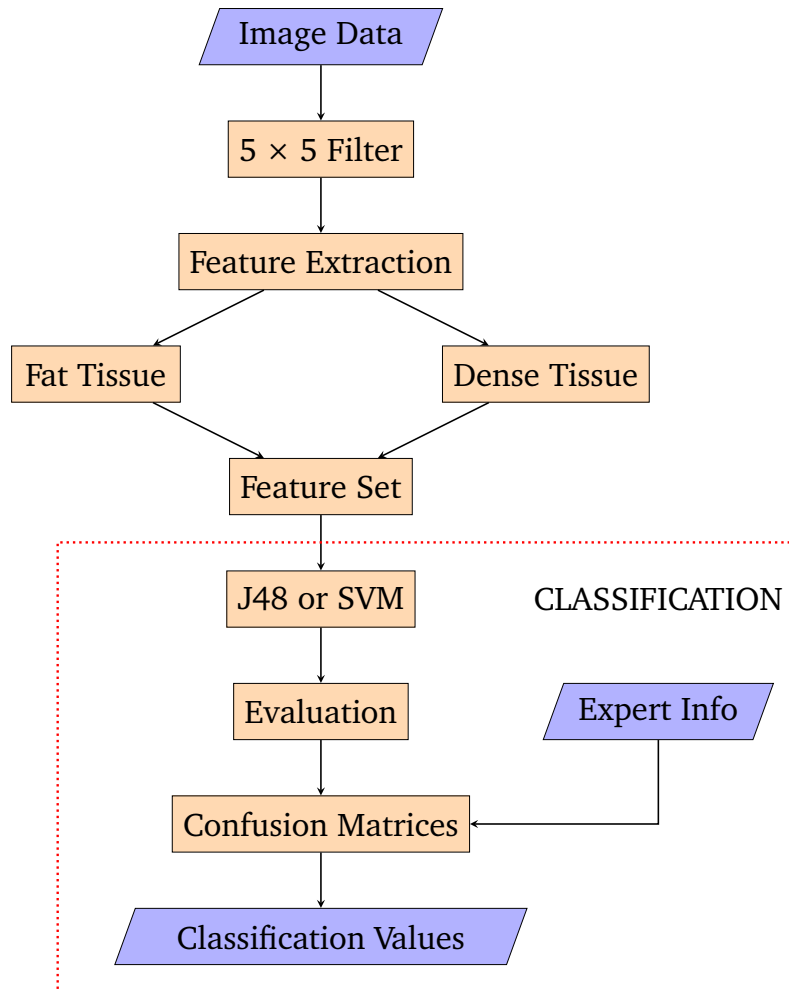 Image Data
5 × 5 Filter
Feature Extraction
Fat Tissue
Dense Tissue
Feature Set
J48 or SVM
CLASSIFICATION
Evaluation
Expert Info
Confusion Matrices
Classification Values